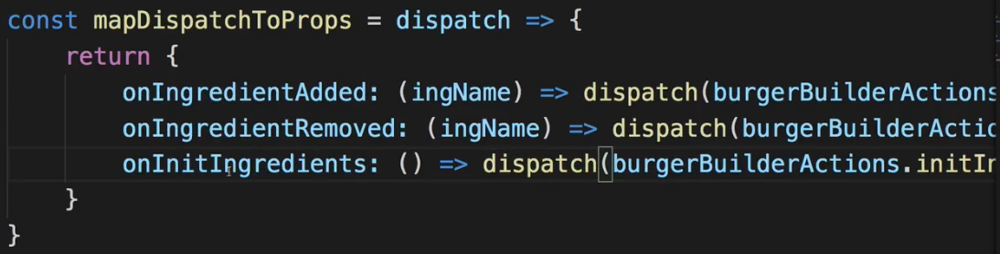 const mapDispatchToProps = dispatch => {
return {
onIngredientAdded: (ingName) => dispatch(burgerBuilderActions
onIngredientRemoved: (ingName) => dispatch(burgerBuilderActio
onInitIngredients: () => dispatch(burgerBuilderActions.initIn
}
}